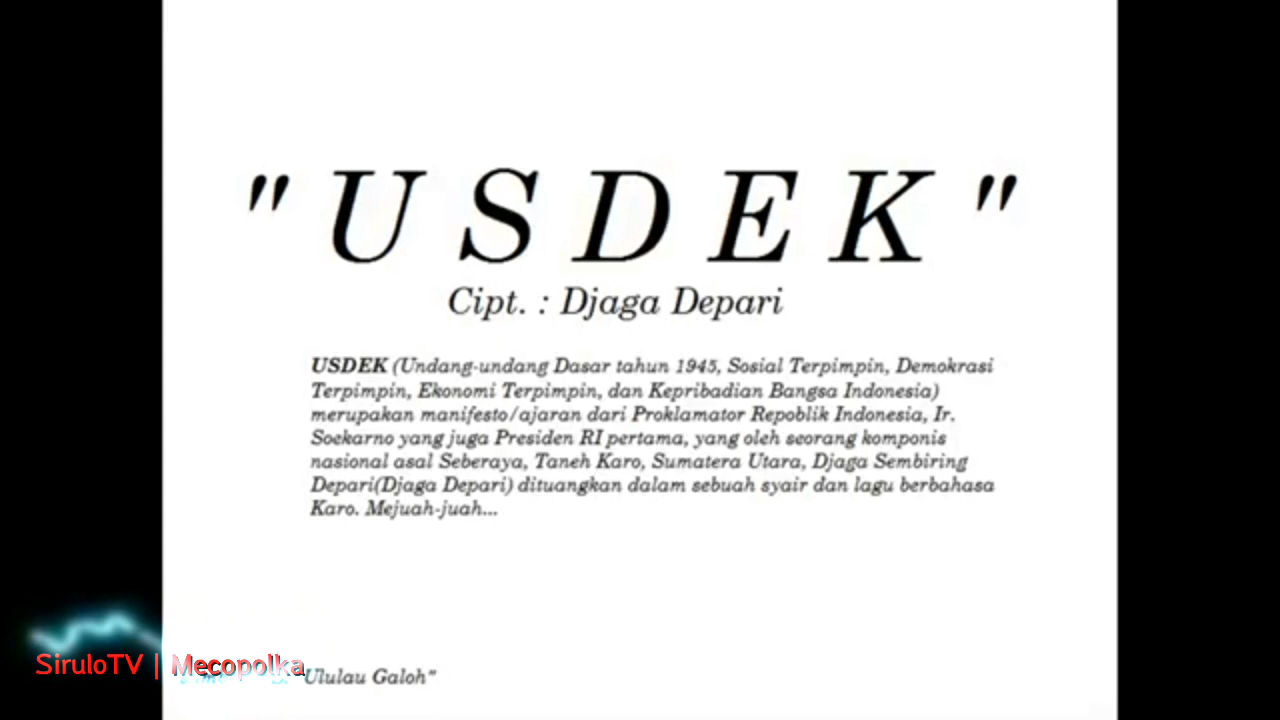 "USDEK"
Cipt. : Djaga Depari
USDEK (Undang-undang Dasar tahun 1945, Sosial Terpimpin, Demokrasi
Terpimpin, Ekonomi Terpimpin, dan Kepribadian Bangsa Indonesia)
merupakan manifesto/ajaran dari Proklamator Repoblik Indonesia, Ir.
Soekarno yang juga Presiden RI pertama, yang oleh seorang komponis
nasional asal Seberaya, Taneh Karo, Sumatera Utara, Djaga Sembiring
Depari(Djaga Depari) dituangkan dalam sebuah syair dan lagu berbahasa
Karo. Mejuah-juah...
SiruloTV | Mecopolka
"Ululau Galoh"